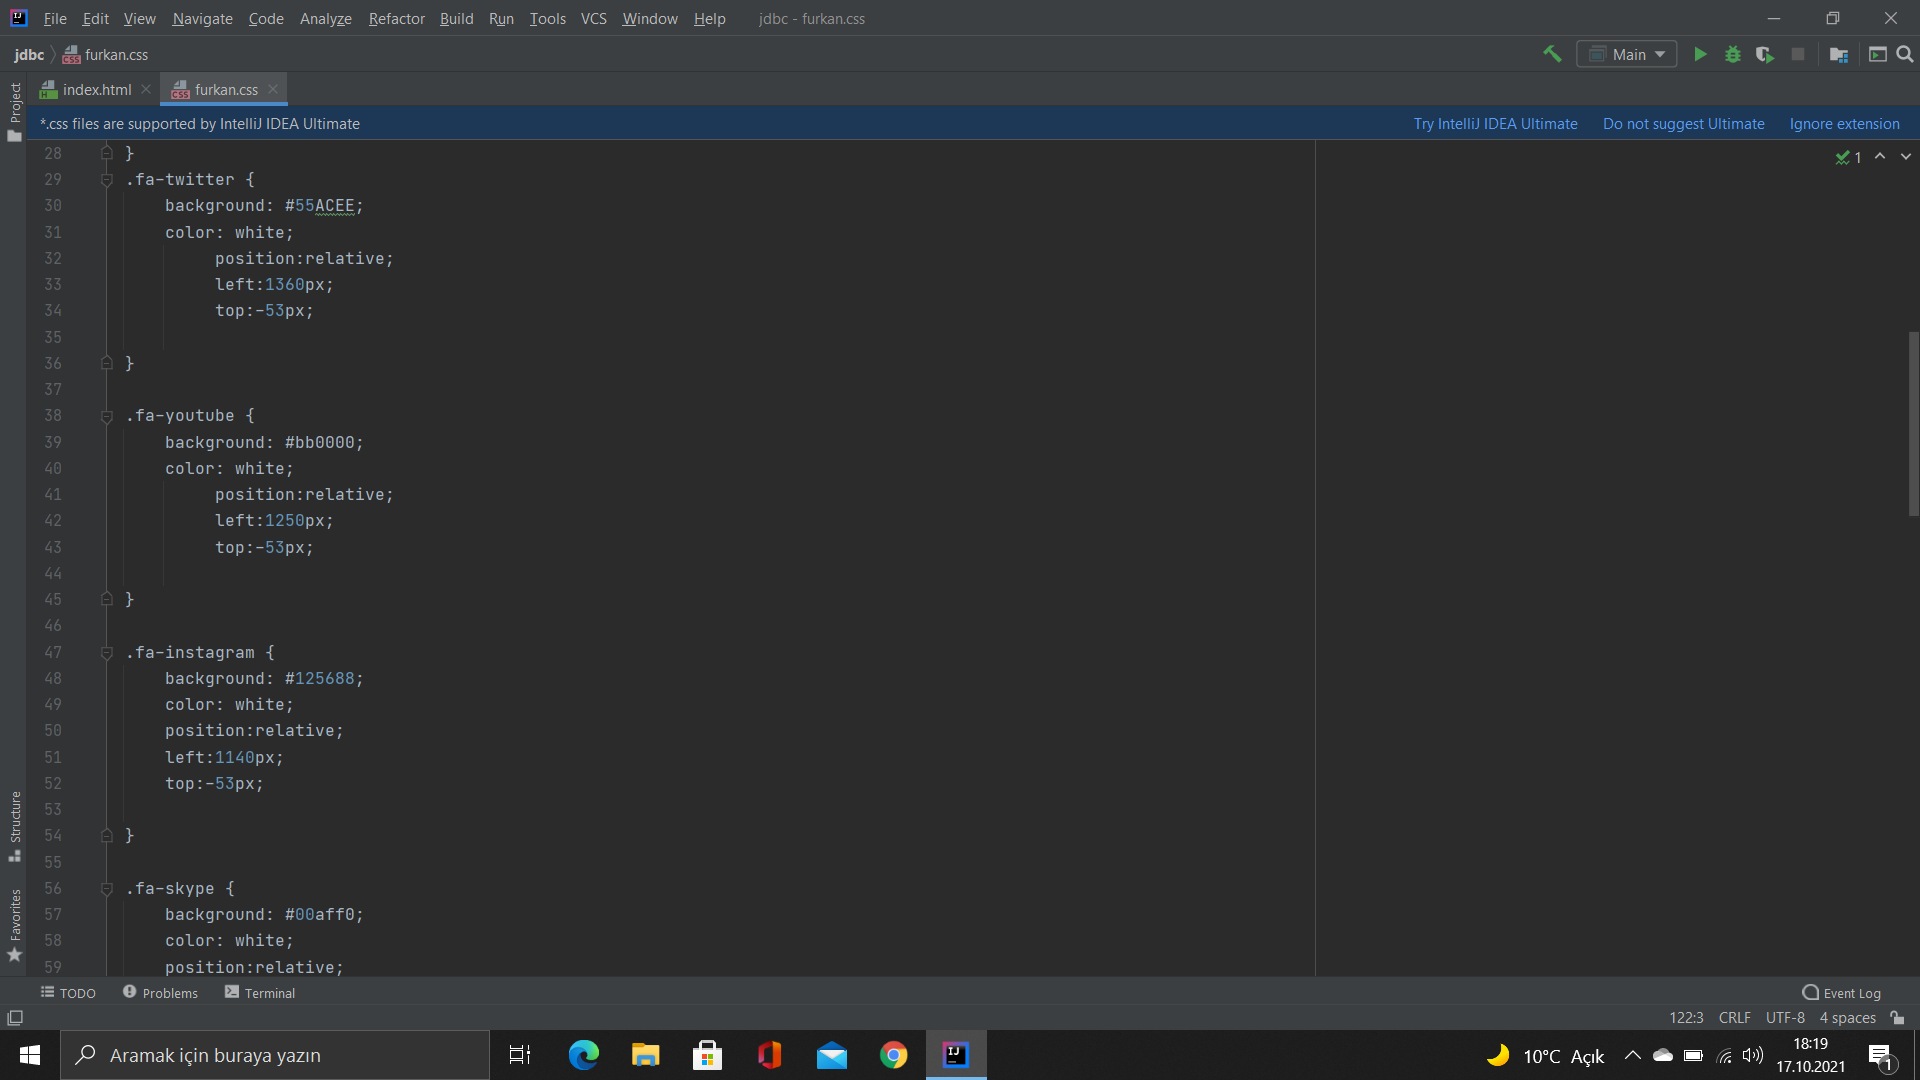 File Edit View Navigate Code Analyze Refactor Build Run Tools VCS Window Help jdbc - furkan.css
jdbc furkan.css Main
index.html furkan.css
*.css files are supported by IntelliJ IDEA Ultimate Try IntelliJ IDEA Ultimate Do not suggest Ultimate Ignore extension
Project
Structure
Favorites
1
28 }
29 .fa-twitter {
30 background: #55ACEE;
31 color: white;
32 position:relative;
33 left:1360px;
34 top:-53px;
35
36 }
37
38 .fa-youtube {
39 background: #bb0000;
40 color: white;
41 position:relative;
42 left:1250px;
43 top:-53px;
44
45 }
46
47 .fa-instagram {
48 background: #125688;
49 color: white;
50 position:relative;
51 left:1140px;
52 top:-53px;
53
54 }
55
56 .fa-skype {
57 background: #00aff0;
58 color: white;
59 position:relative;
TODO Problems Terminal Event Log
122:3 CRLF UTF-8 4 spaces
Aramak için buraya yazın 10°C Açık 18:19
17.10.2021
1